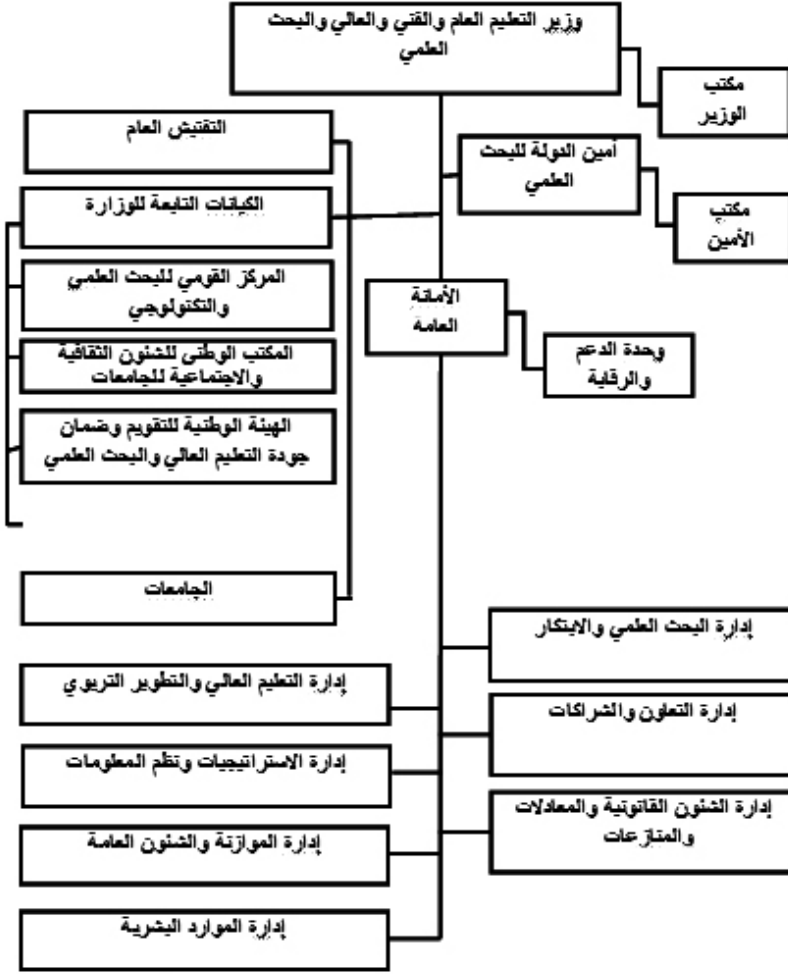 وزير التعليم العام والفني والعالي والبحث
العلمي
مكتب
الوزير
التفتيش العام
أمين الدولة للبحث
العلمي
مكتب
الأمين
الكيانات التابعة للوزارة
المركز القومي للبحث العلمي
والتكنولوجي
الأمانة
العامة
وحدة الدعم
والرقابة
المكتب الوطني للشئون الثقافية
والاجتماعية للجامعات
الهيئة الوطنية للتقويم وضمان
جودة التعليم العالي والبحث العلمي
الجامعات
إدارة البحث العلمي والابتكار
إدارة التعليم العالي والتطوير التربوي
إدارة التعاون والشراكات
إدارة الاستراتيجيات ونظم المعلومات
إدارة الشئون القانونية والمعادلات
والمنازعات
إدارة الموازنة والشئون العامة
إدارة الموارد البشرية